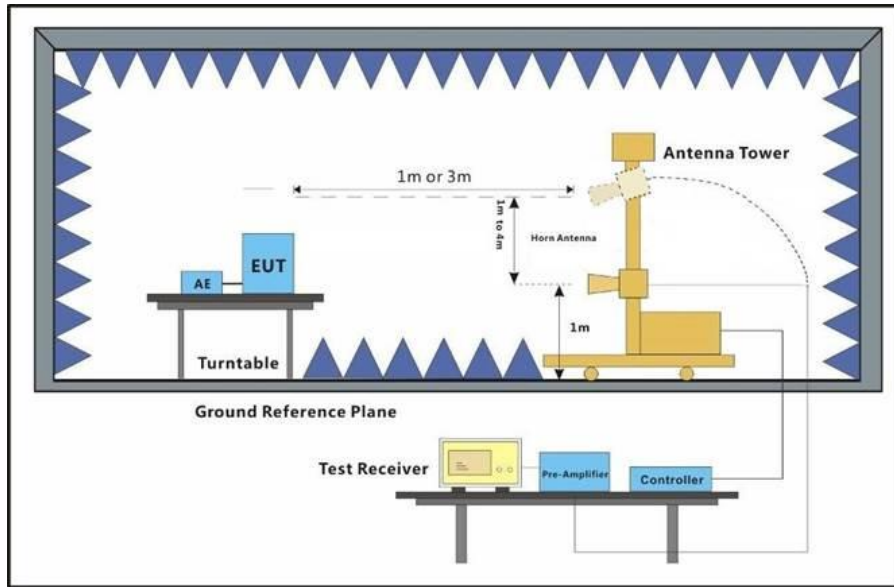 Antenna Tower
1m or 3m
1m to 4m
Horn Antenna
EUT
AE
1m
Turntable
Ground Reference Plane
Test Receiver
Pre-Amplifier
Controller